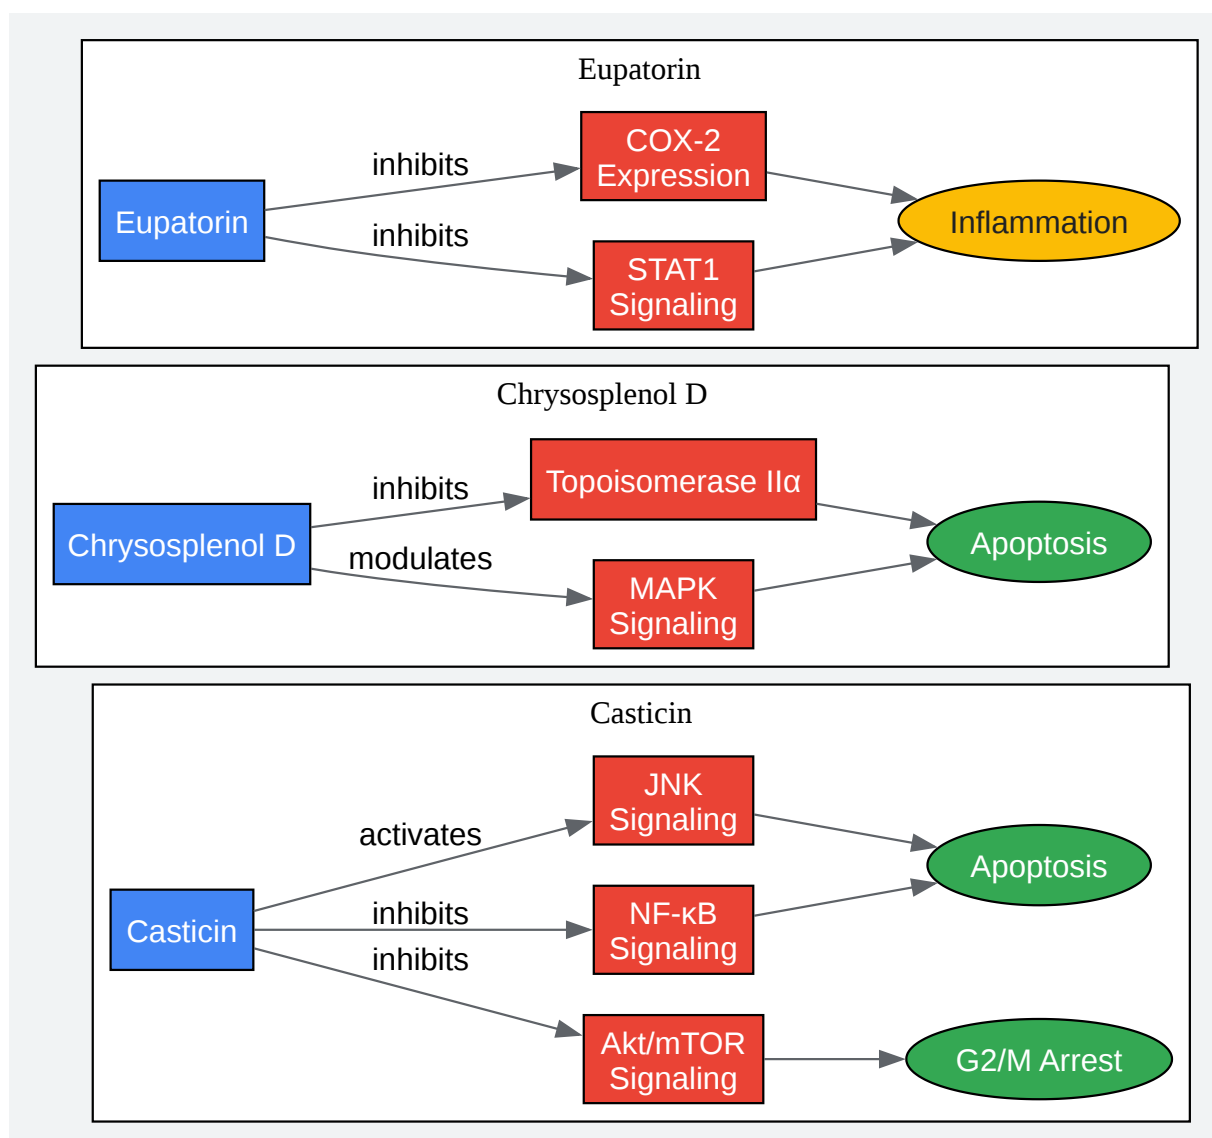 Eupatorin
Eupatorin
inhibits
inhibits
COX-2
Expression
STAT1
Signaling
Inflammation
Chrysosplenol D
Chrysosplenol D
inhibits
modulates
Topoisomerase IIα
MAPK
Signaling
Apoptosis
Casticin
Casticin
activates
inhibits
inhibits
JNK
Signaling
NF-κB
Signaling
Akt/mTOR
Signaling
Apoptosis
G2/M Arrest